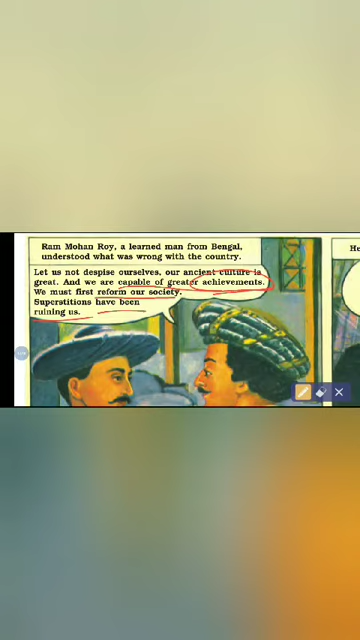 Ram Mohan Roy, a learned man from Bengal,
understood what was wrong with the country.
He
Let us not despise ourselves, our ancient culture is
great. And we are capable of greater achievements.
We must first reform our society.
Superstitions have been
ruining us.